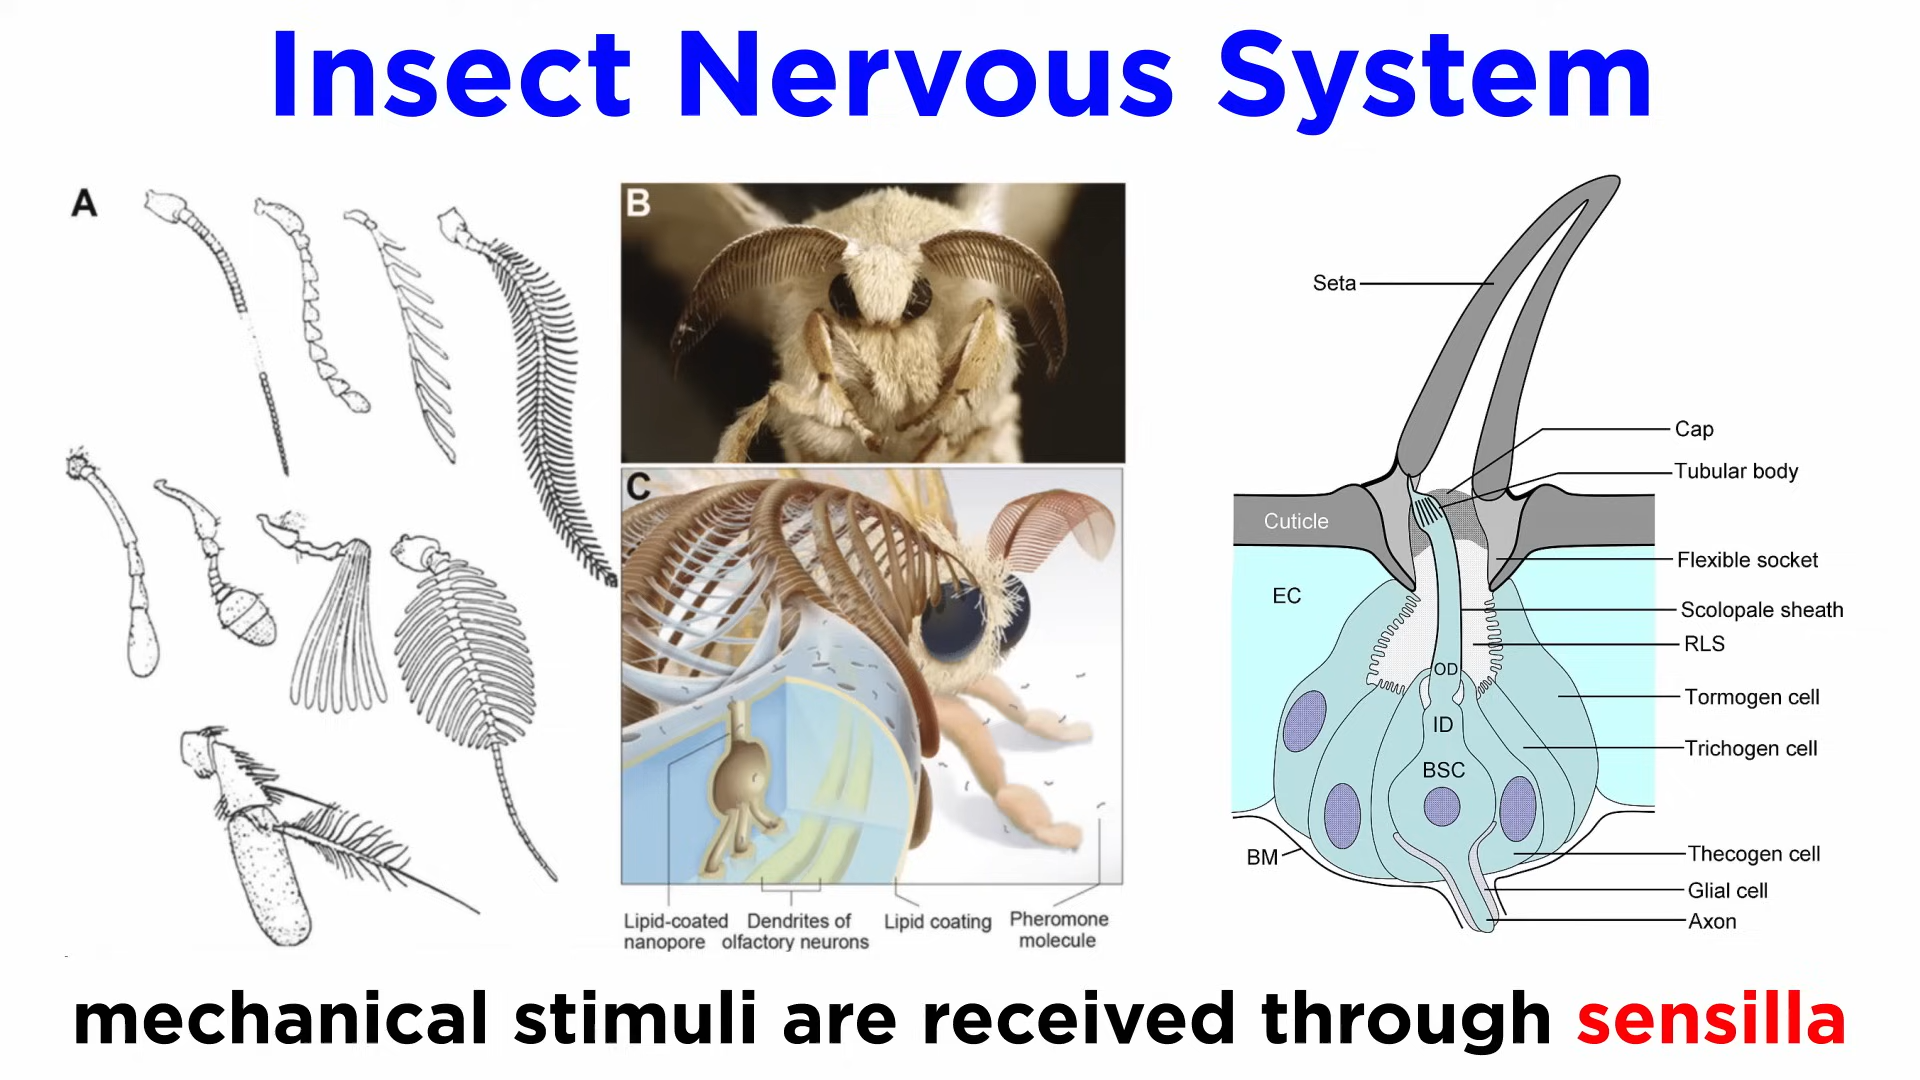 Insect Nervous System
A
B
C
Lipid-coated
nanopore
Dendrites of
olfactory neurons
Lipid coating
Pheromone
molecule
Seta
Cap
Tubular body
Cuticle
Flexible socket
EC
Scolopale sheath
RLS
OD
Tormogen cell
ID
Trichogen cell
BSC
BM
Thecogen cell
Glial cell
Axon
mechanical stimuli are received through sensilla